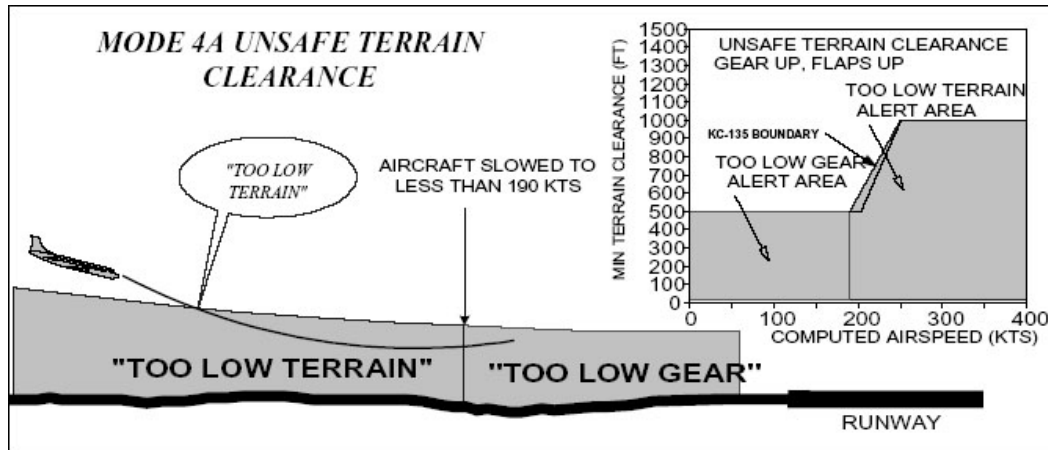 MODE 4A UNSAFE TERRAIN
CLEARANCE
"TOO LOW
TERRAIN"
AIRCRAFT SLOWED TO
LESS THAN 190 KTS
"TOO LOW TERRAIN"
"TOO LOW GEAR"
RUNWAY
MIN TERRAIN CLEARANCE (FT)
1500
1400
1300
1200
1100
1000
900
800
700
600
500
400
300
200
100
0
UNSAFE TERRAIN CLEARANCE
GEAR UP, FLAPS UP
TOO LOW TERRAIN
ALERT AREA
KC-135 BOUNDARY
TOO LOW GEAR
ALERT AREA
0 100 200 300 400
COMPUTED AIRSPEED (KTS)